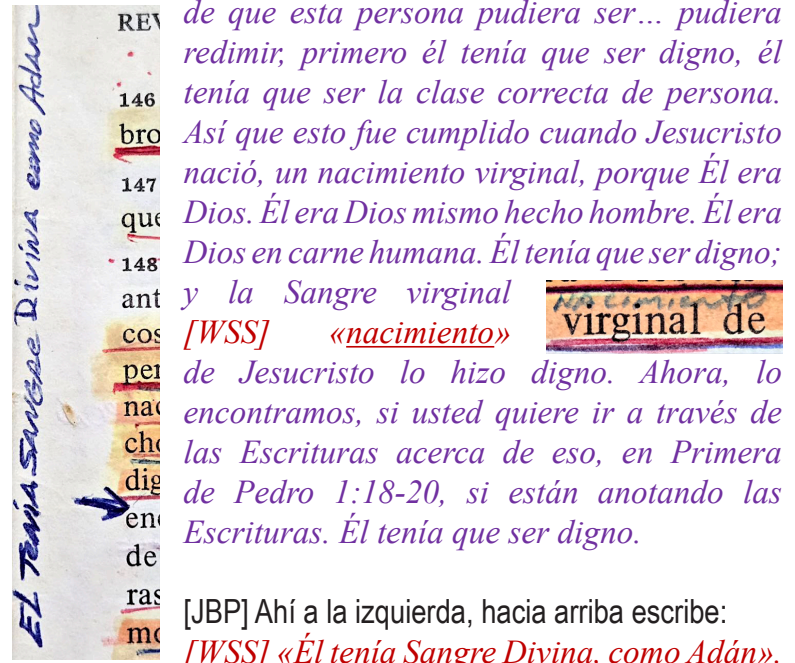 EL TENIA SANGRE DIVINA como Adan
REV
146
bro
147
que
148
ant
cos
per
nac
cho
dig
enc
de
ras
mo
de que esta persona pudiera ser… pudiera
redimir, primero él tenía que ser digno, él
tenía que ser la clase correcta de persona.
Así que esto fue cumplido cuando Jesucristo
nació, un nacimiento virginal, porque Él era
Dios. Él era Dios mismo hecho hombre. Él era
Dios en carne humana. Él tenía que ser digno;
y la Sangre virginal
[WSS] «nacimiento»
nacimiento
virginal de
de Jesucristo lo hizo digno. Ahora, lo
encontramos, si usted quiere ir a través de
las Escrituras acerca de eso, en Primera
de Pedro 1:18-20, si están anotando las
Escrituras. Él tenía que ser digno.
[JBP] Ahí a la izquierda, hacia arriba escribe:
[WSS] «Él tenía Sangre Divina, como Adán».